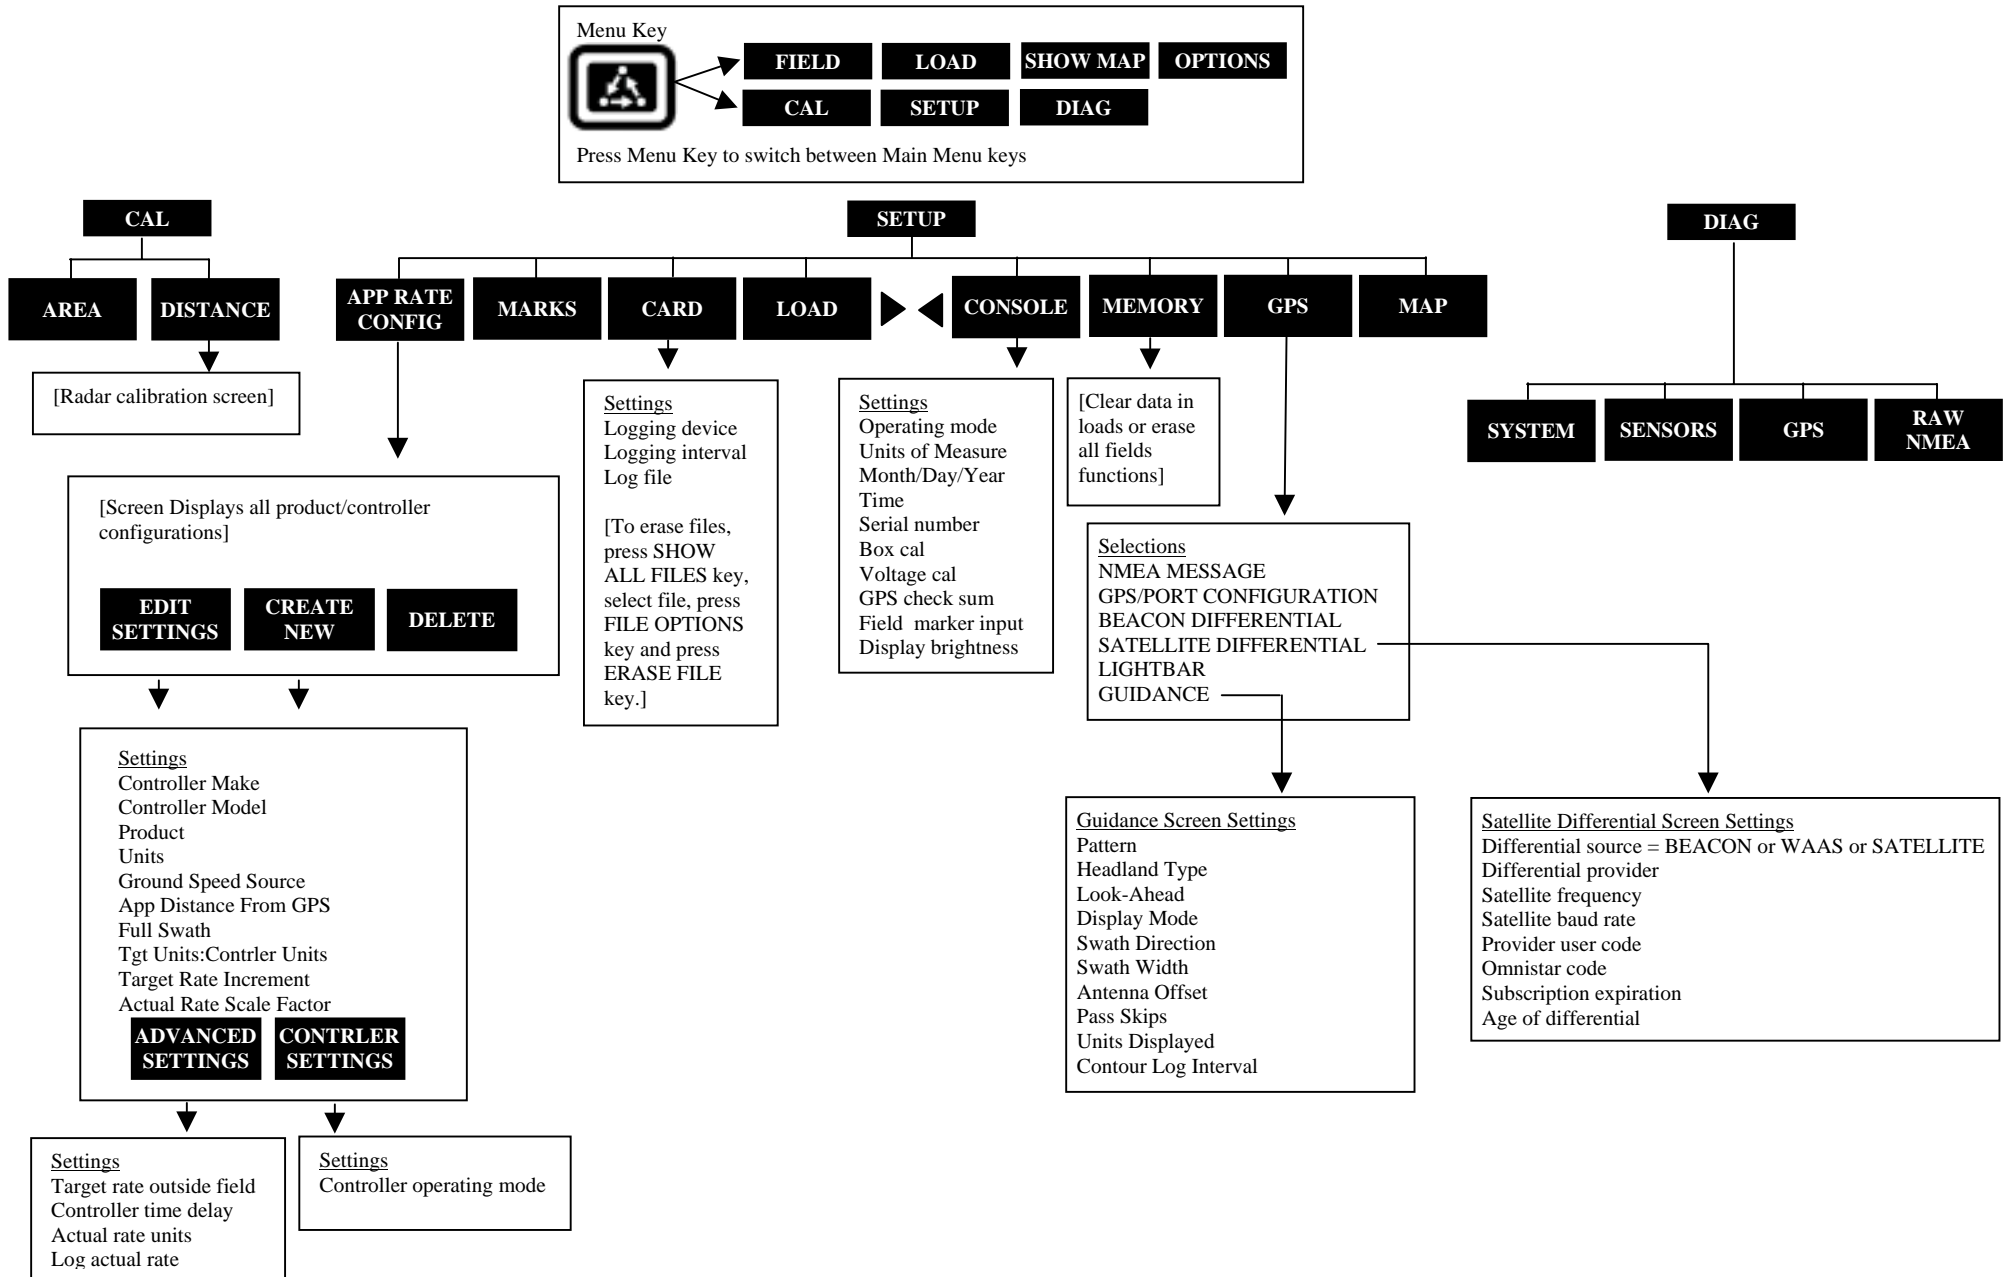 Menu Key
FIELD
LOAD
SHOW MAP
OPTIONS
CAL
SETUP
DIAG
Press Menu Key to switch between Main Menu keys
CAL
AREA
DISTANCE
[Radar calibration screen]
SETUP
APP RATE
CONFIG
MARKS
CARD
LOAD
CONSOLE
MEMORY
GPS
MAP
DIAG
SYSTEM
SENSORS
GPS
RAW
NMEA
[Screen Displays all product/controller
configurations]
EDIT
SETTINGS
CREATE
NEW
DELETE
Settings
Controller Make
Controller Model
Product
Units
Ground Speed Source
App Distance From GPS
Full Swath
Tgt Units:Contrler Units
Target Rate Increment
Actual Rate Scale Factor
ADVANCED
SETTINGS
CONTRLER
SETTINGS
Settings
Target rate outside field
Controller time delay
Actual rate units
Log actual rate
Settings
Controller operating mode
Settings
Logging device
Logging interval
Log file
[To erase files,
press SHOW
ALL FILES key,
select file, press
FILE OPTIONS
key and press
ERASE FILE
key.]
Settings
Operating mode
Units of Measure
Month/Day/Year
Time
Serial number
Box cal
Voltage cal
GPS check sum
Field marker input
Display brightness
[Clear data in
loads or erase
all fields
functions]
Selections
NMEA MESSAGE
GPS/PORT CONFIGURATION
BEACON DIFFERENTIAL
SATELLITE DIFFERENTIAL
LIGHTBAR
GUIDANCE
Guidance Screen Settings
Pattern
Headland Type
Look-Ahead
Display Mode
Swath Direction
Swath Width
Antenna Offset
Pass Skips
Units Displayed
Contour Log Interval
Satellite Differential Screen Settings
Differential source = BEACON or WAAS or SATELLITE
Differential provider
Satellite frequency
Satellite baud rate
Provider user code
Omnistar code
Subscription expiration
Age of differential